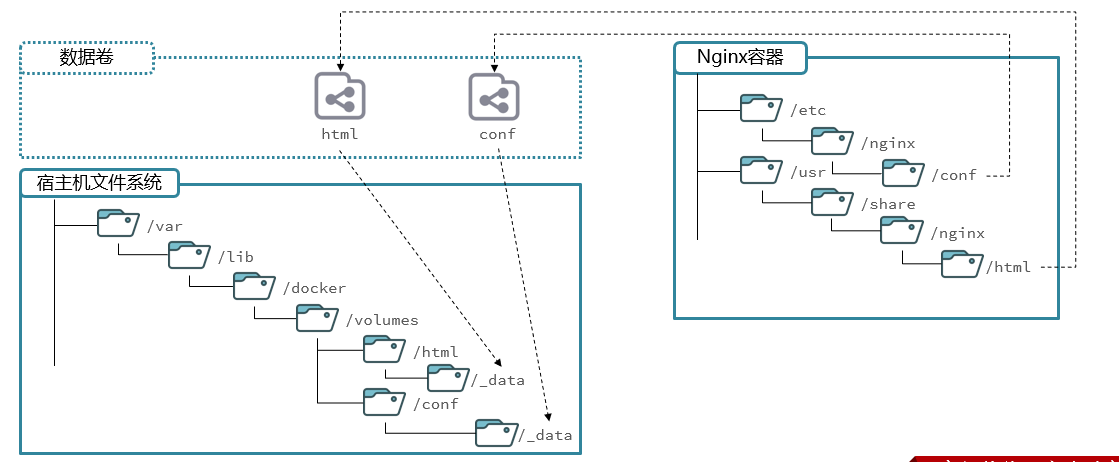 数据卷
html
conf
宿主机文件系统
/var
/lib
/docker
/volumes
/html
/_data
/conf
/_data
Nginx容器
/etc
/nginx
/conf
/usr
/share
/nginx
/html